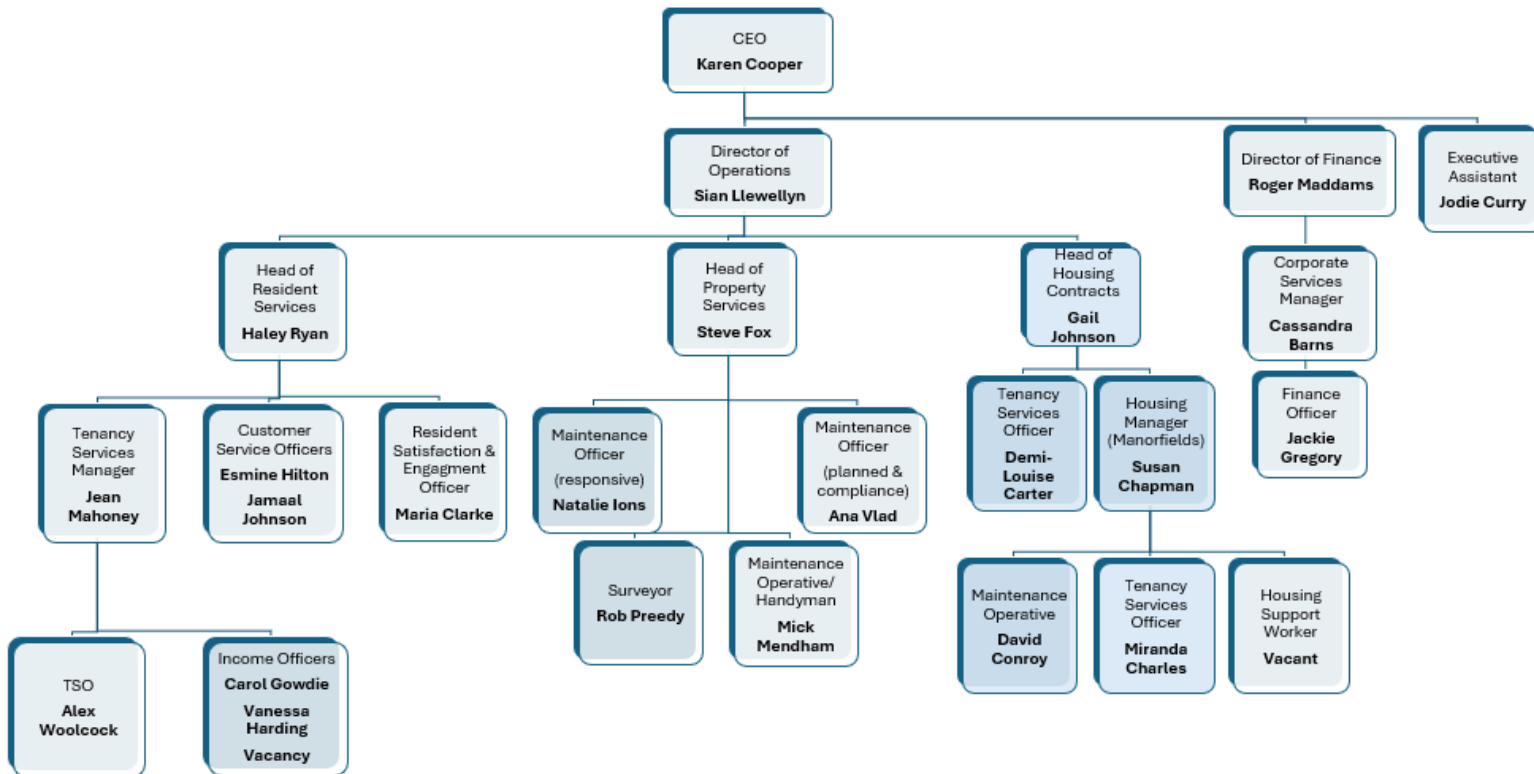 CEO
Karen Cooper
Director of
Operations
Sian Llewellyn
Director of Finance
Roger Maddams
Executive
Assistant
Jodie Curry
Head of
Resident
Services
Haley Ryan
Head of
Property
Services
Steve Fox
Head of
Housing
Contracts
Gail
Johnson
Corporate
Services
Manager
Cassandra
Barns
Tenancy
Services
Manager
Jean
Mahoney
Customer
Service Officers
Esmine Hilton
Jamaal
Johnson
Resident
Satisfaction &
Engagment
Officer
Maria Clarke
Maintenance
Officer
(responsive)
Natalie Ions
Maintenance
Officer
(planned &
compliance)
Ana Vlad
Tenancy
Services
Officer
Demi-
Louise
Carter
Housing
Manager
(Manorfields)
Susan
Chapman
Finance
Officer
Jackie
Gregory
Surveyor
Rob Preedy
Maintenance
Operative/
Handyman
Mick
Mendham
Maintenance
Operative
David
Conroy
Tenancy
Services
Officer
Miranda
Charles
Housing
Support
Worker
Vacant
TSO
Alex
Woolcock
Income Officers
Carol Gowdie
Vanessa
Harding
Vacancy